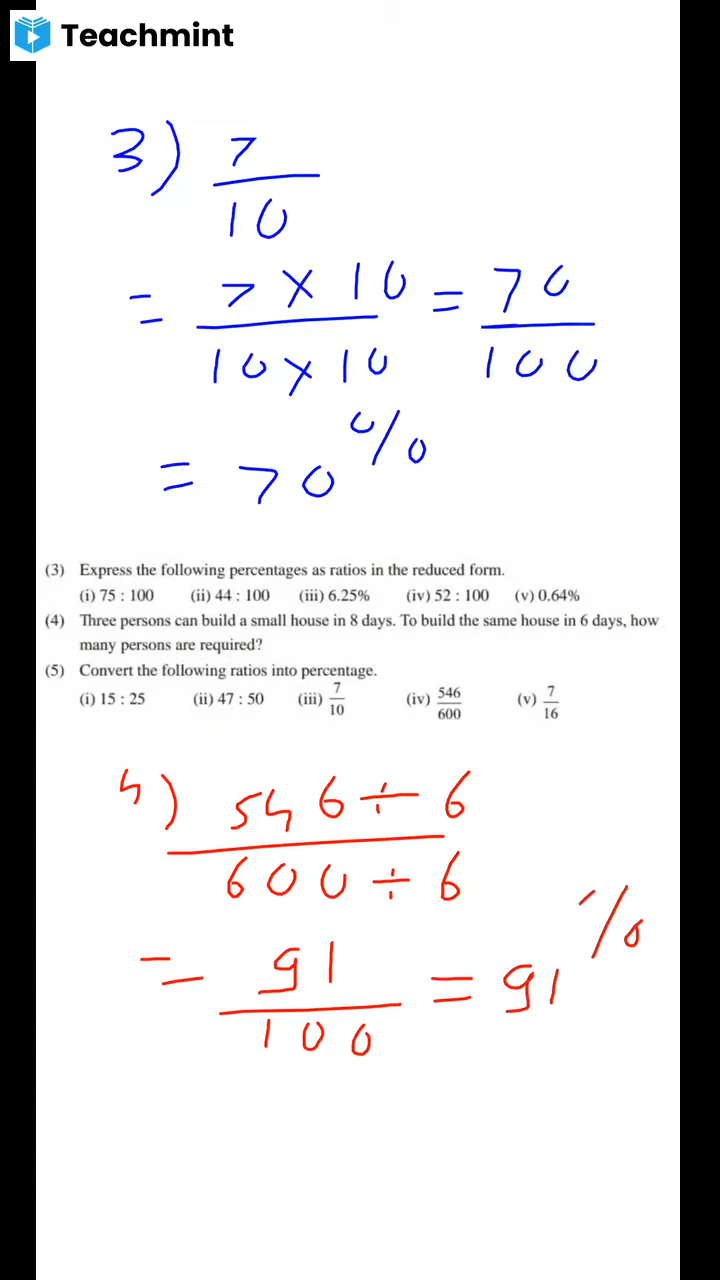 Teachmint
3) 7/10
= 7 × 10 / 10 × 10 = 70/100
= 70 %
(3) Express the following percentages as ratios in the reduced form.
(i) 75 : 100 (ii) 44 : 100 (iii) 6.25% (iv) 52 : 100 (v) 0.64%
(4) Three persons can build a small house in 8 days. To build the same house in 6 days, how
many persons are required?
(5) Convert the following ratios into percentage.
(i) 15 : 25 (ii) 47 : 50 (iii) 7/10 (iv) 546/600 (v) 7/16
4) 546 ÷ 6 / 600 ÷ 6
= 91/100 = 91 %